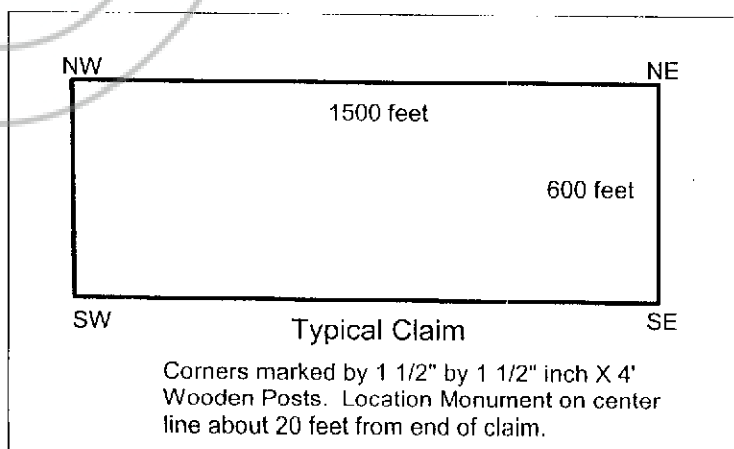 NW NE
1500 feet
600 feet
SW SE
Typical Claim
Corners marked by 1 1/2" by 1 1/2" inch X 4'
Wooden Posts. Location Monument on center
line about 20 feet from end of claim.